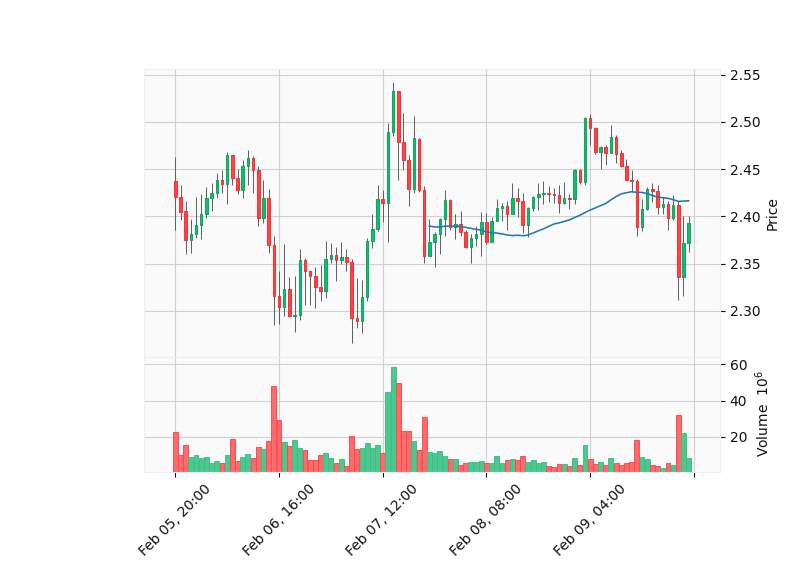 2.55
2.50
2.45
2.40
2.35
2.30
Price
60
40
20
Volume 10^6
Feb 05, 20:00
Feb 06, 16:00
Feb 07, 12:00
Feb 08, 08:00
Feb 09, 04:00